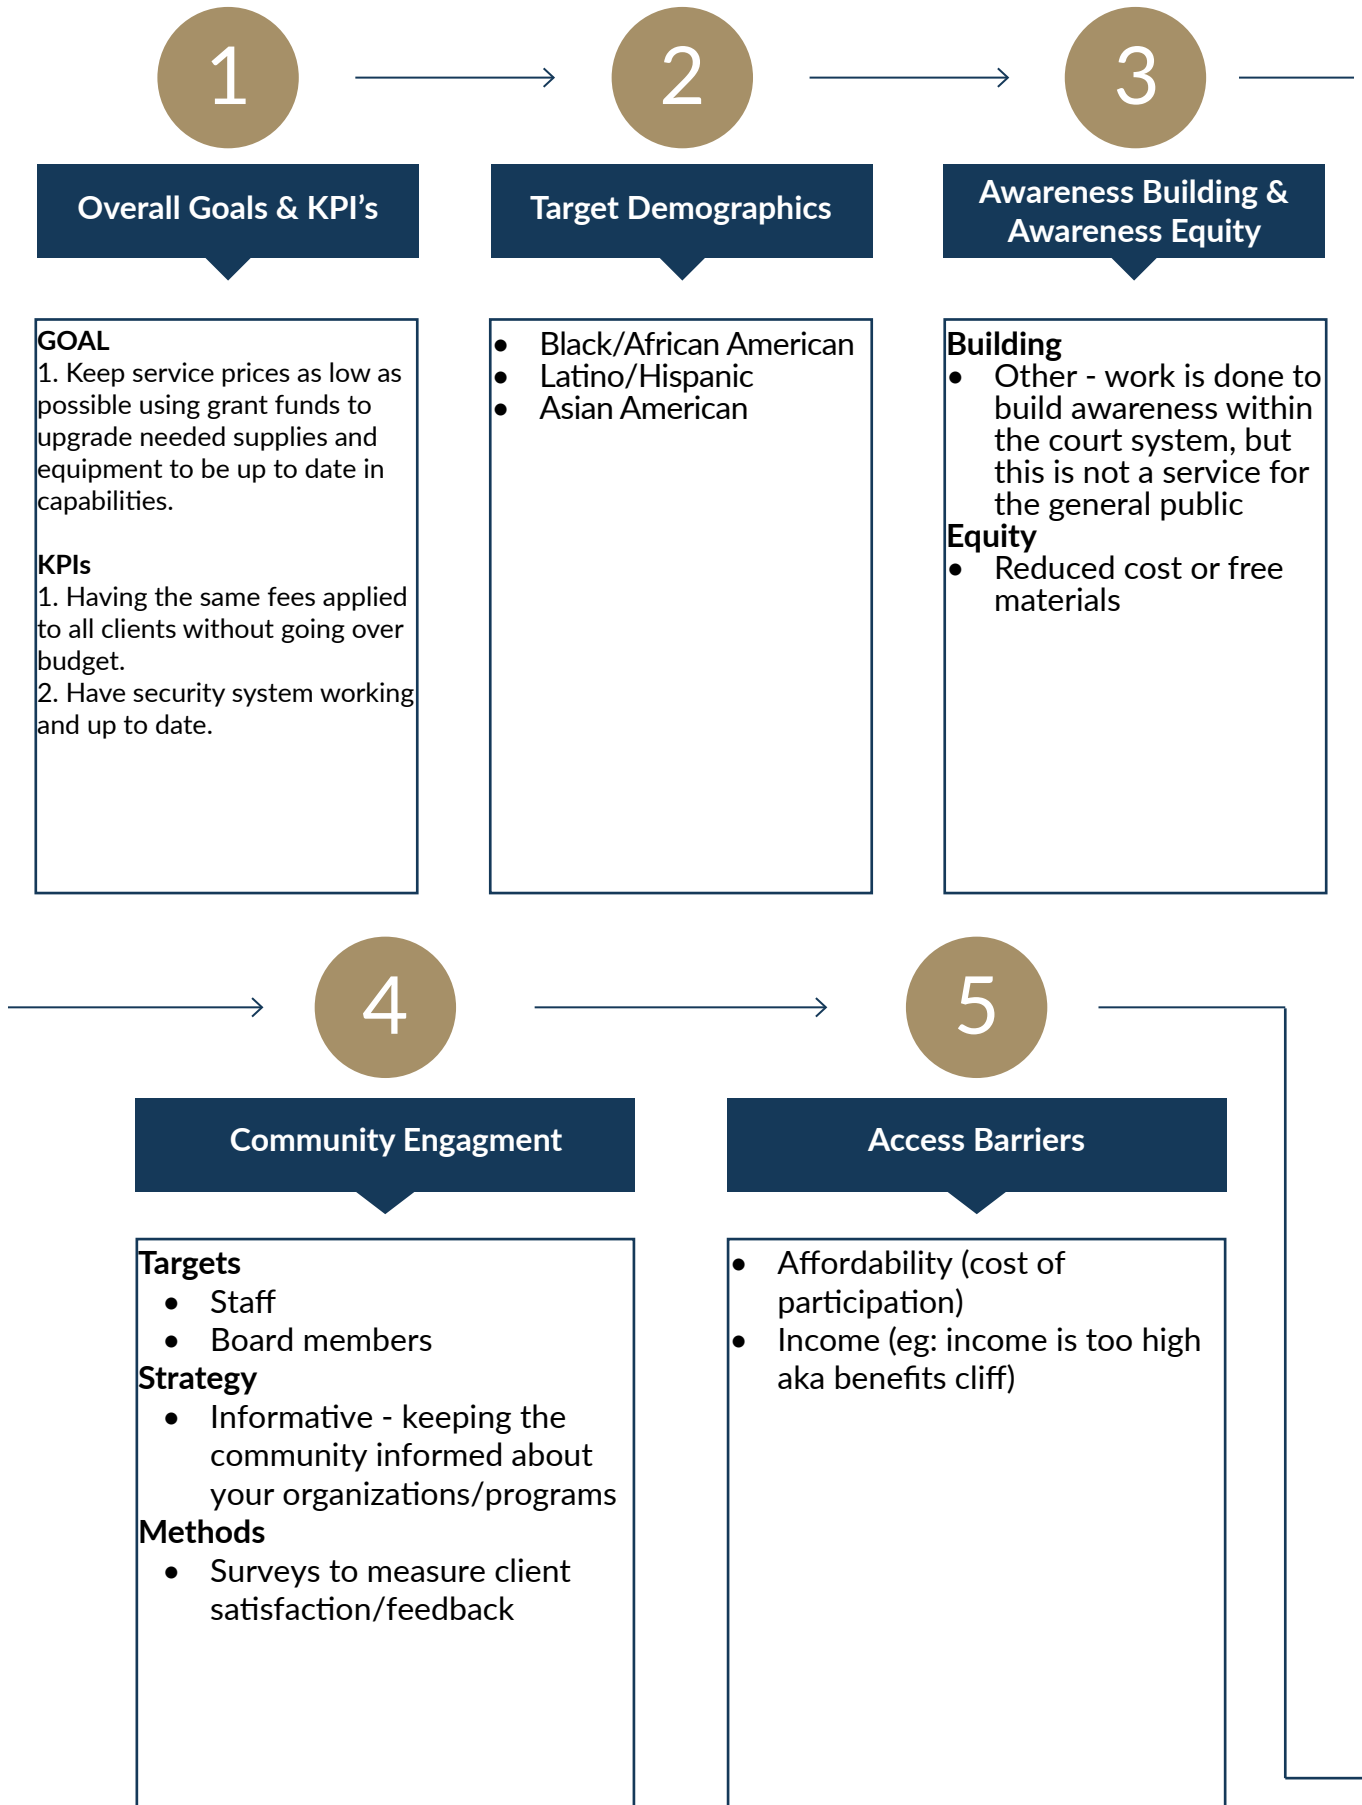 1
2
3
Overall Goals & KPI’s
Target Demographics
Awareness Building &
Awareness Equity
GOAL
1. Keep service prices as low as
possible using grant funds to
upgrade needed supplies and
equipment to be up to date in
capabilities.
KPIs
1. Having the same fees applied
to all clients without going over
budget.
2. Have security system working
and up to date.
• Black/African American
• Latino/Hispanic
• Asian American
Building
• Other - work is done to
build awareness within
the court system, but
this is not a service for
the general public
Equity
• Reduced cost or free
materials
4
5
Community Engagment
Access Barriers
Targets
• Staff
• Board members
Strategy
• Informative - keeping the
community informed about
your organizations/programs
Methods
• Surveys to measure client
satisfaction/feedback
• Affordability (cost of
participation)
• Income (eg: income is too high
aka benefits cliff)